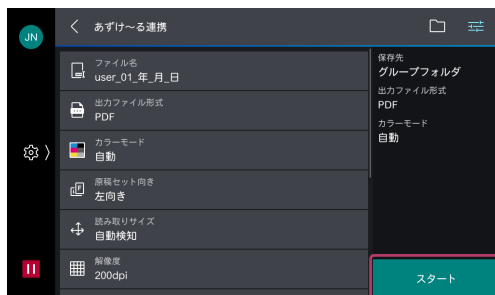 JN
あずけ〜る連携
ファイル名
user_01_年_月_日
出力ファイル形式
PDF
カラーモード
自動
原稿セット向き
左向き
読み取りサイズ
自動検知
解像度
200dpi
保存先
グループフォルダ
出力ファイル形式
PDF
カラーモード
自動
スタート